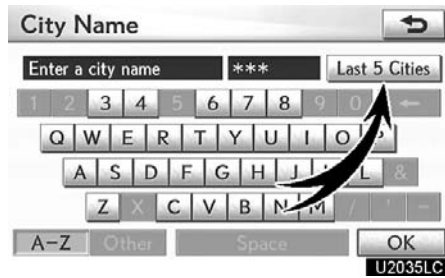 City Name
Enter a city name *** Last 5 Cities
1 2 3 4 5 6 7 8 9 0 ←
Q W E R T Y U I O P
A S D F G H J K L &
Z X C V B N M / ' -
A-Z Other Space OK
U2035LC